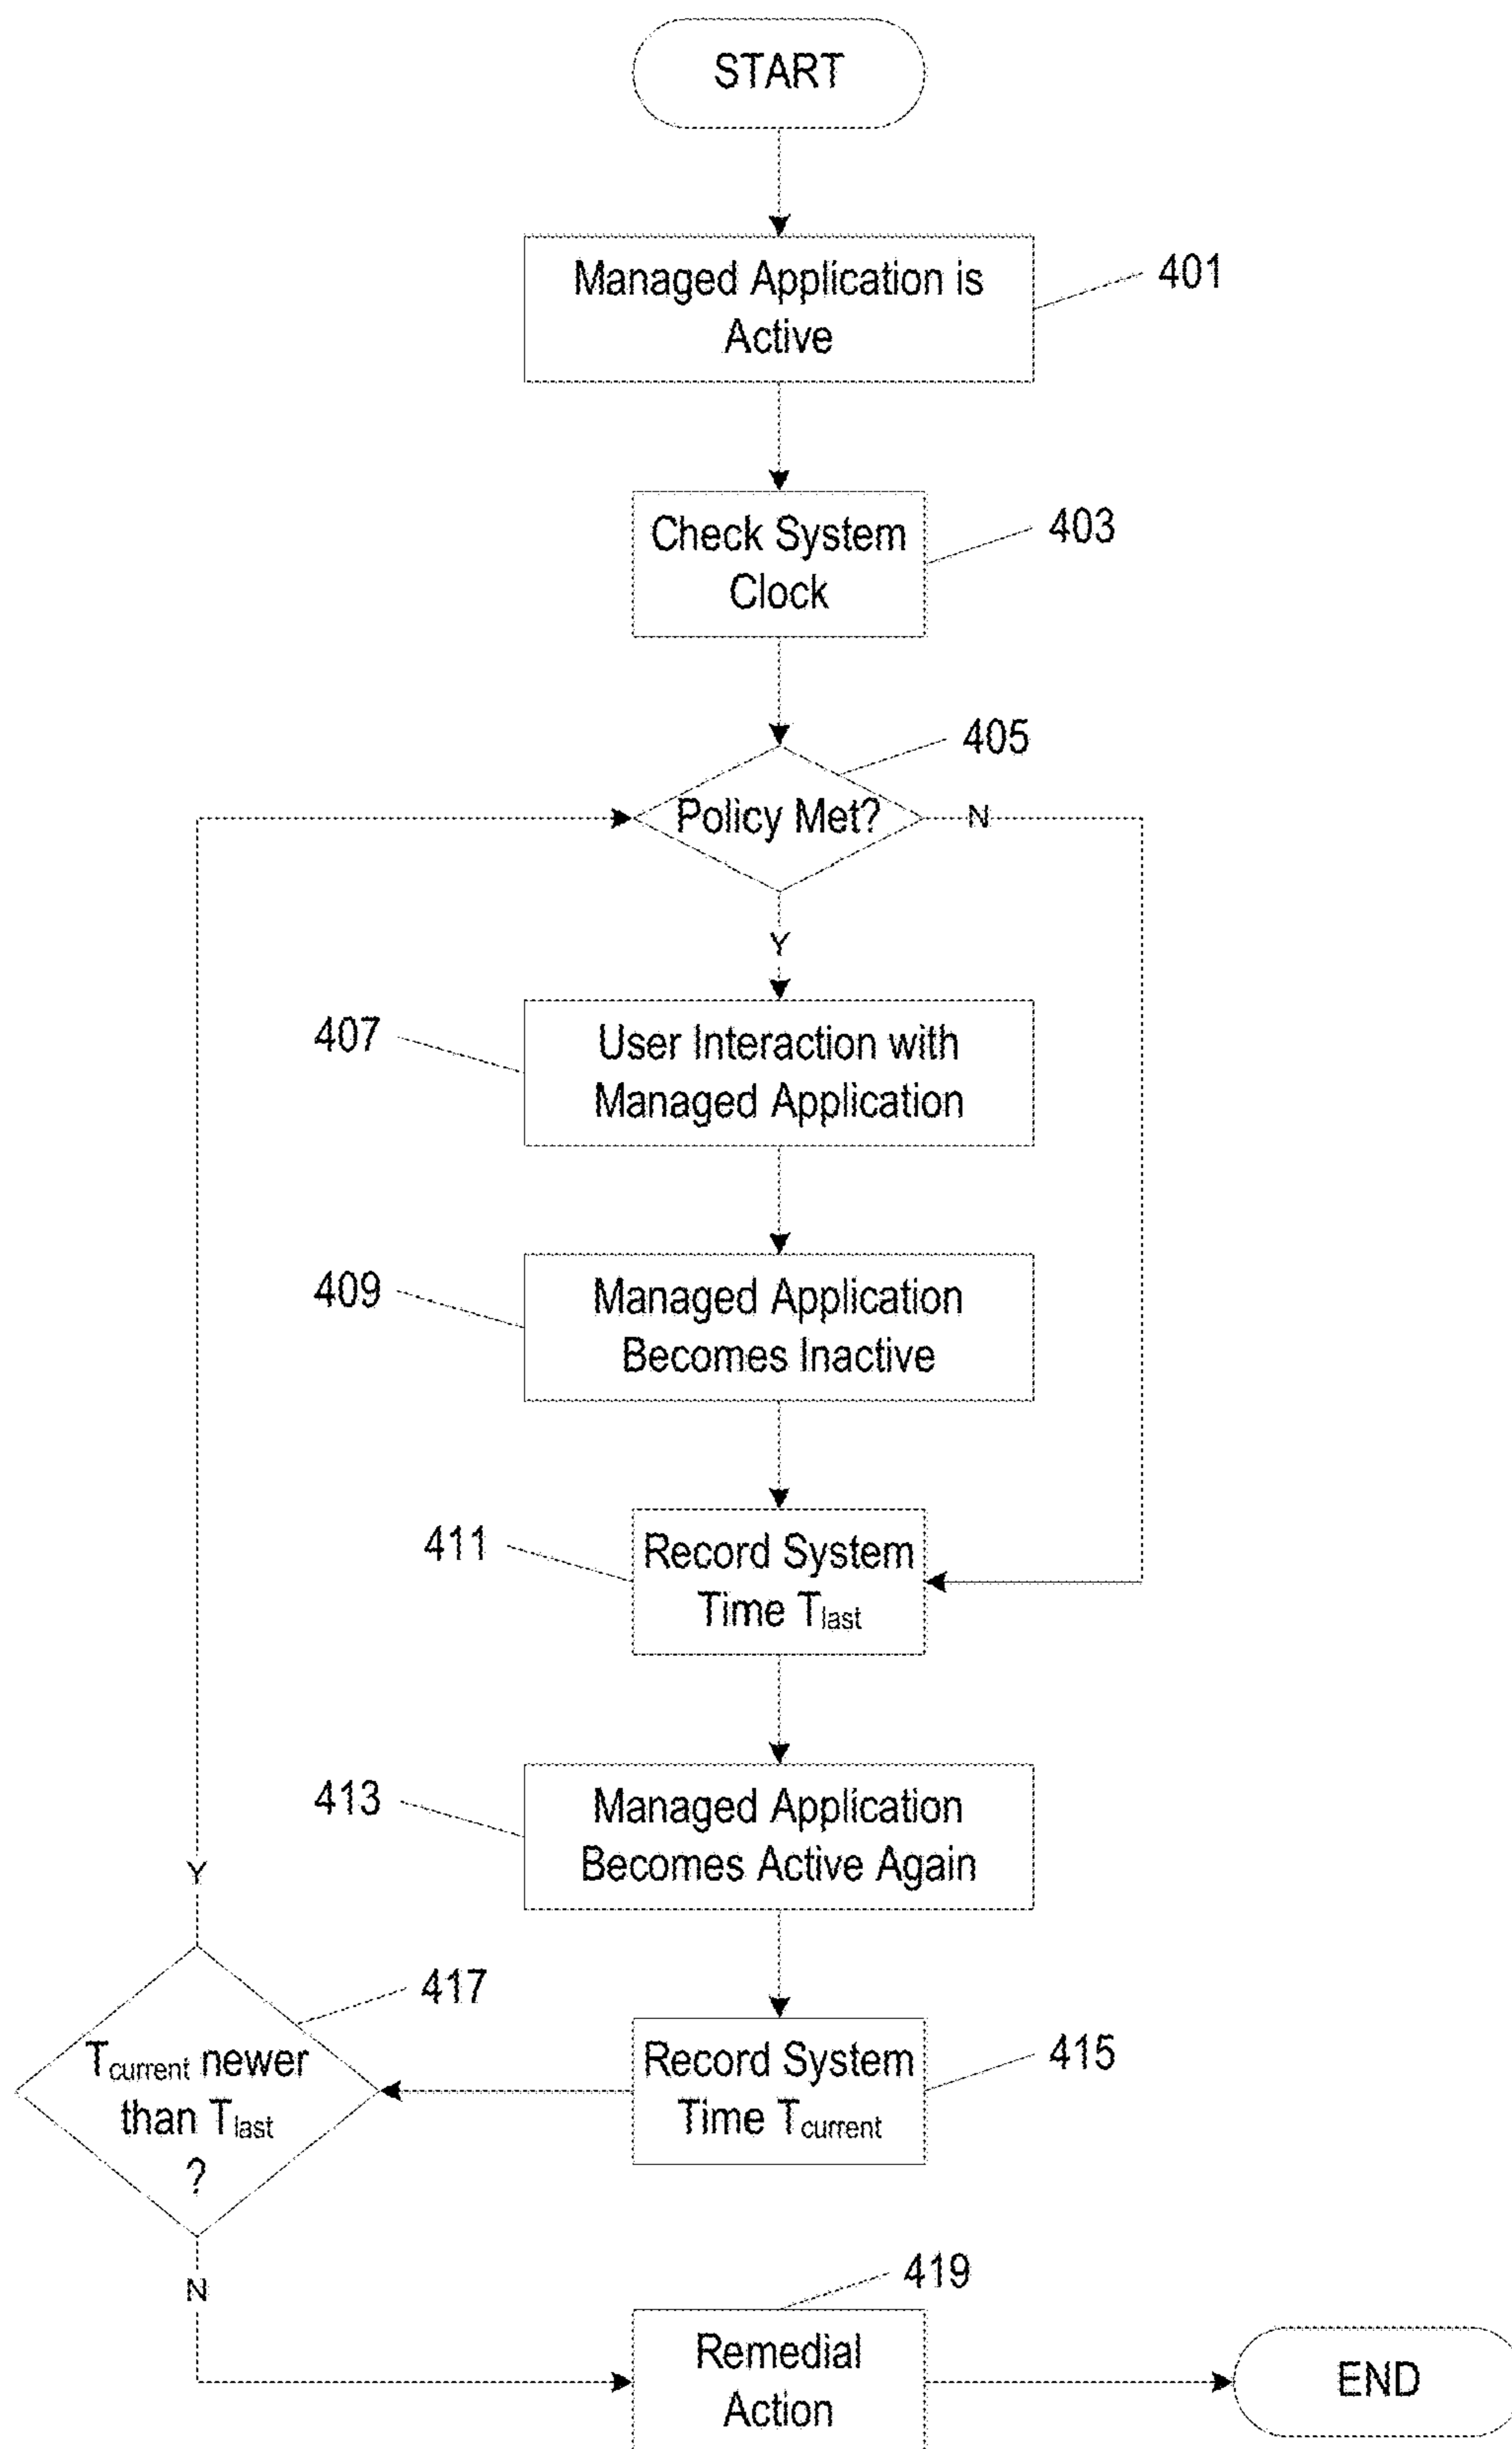 START
Managed Application is
Active
401
Check System
Clock
403
405
Policy Met?
N
Y
407
User Interaction with
Managed Application
409
Managed Application
Becomes Inactive
411
Record System
Time Tlast
413
Managed Application
Becomes Active Again
Y
417
Tcurrent newer
than Tlast
?
Record System
Time Tcurrent
415
N
419
Remedial
Action
END